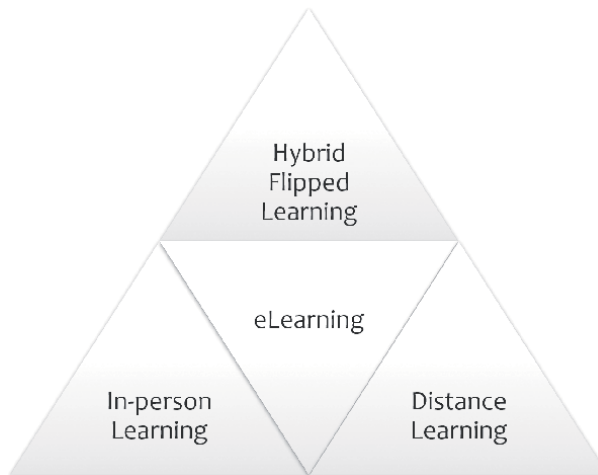 Hybrid
Flipped
Learning
eLearning
In-person
Learning
Distance
Learning